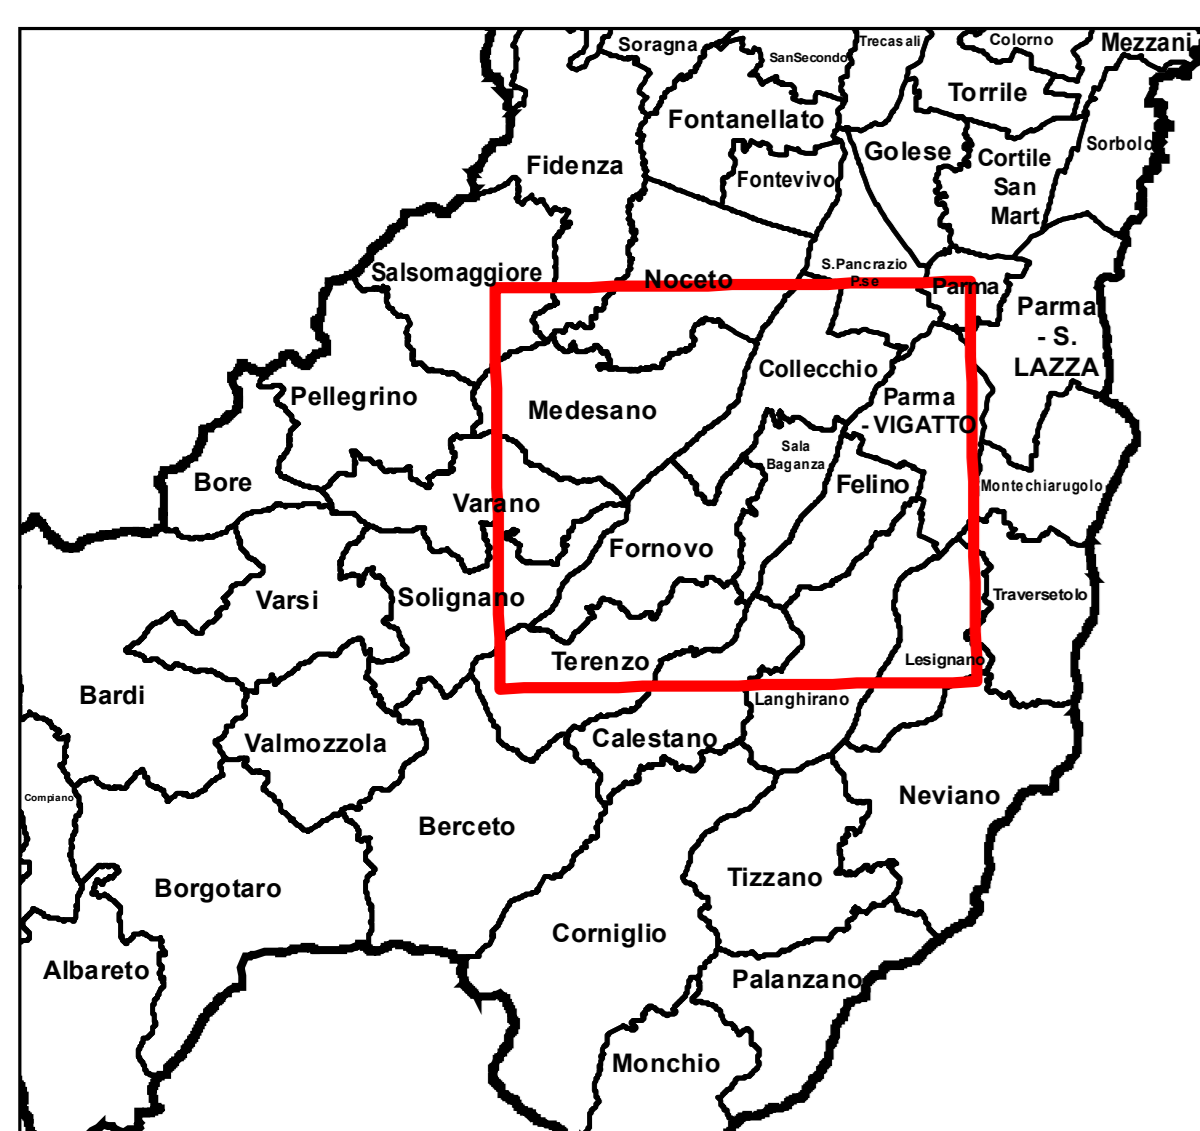 Soragna
Trecasali
Colorno
Mezzani
SanSecondo
Torrile
Fontanellato
Golese
Sorbolo
Fidenza
Fontevivo
Cortile
San
Mart
Salsomaggiore
Noceto
S.Pancrazio
P.se
Parma
Parma
- S.
LAZZA
Collecchio
Pellegrino
Medesano
Parma
-VIGATTO
Sala
Baganza
Bore
Varano
Felino
Montechiarugolo
Fornovo
Varsi
Solignano
Traversetolo
Terenzo
Lesignano
Bardi
Langhirano
Valmozzola
Calestano
Compiano
Neviano
Berceto
Borgotaro
Tizzano
Corniglio
Albareto
Palanzano
Monchio